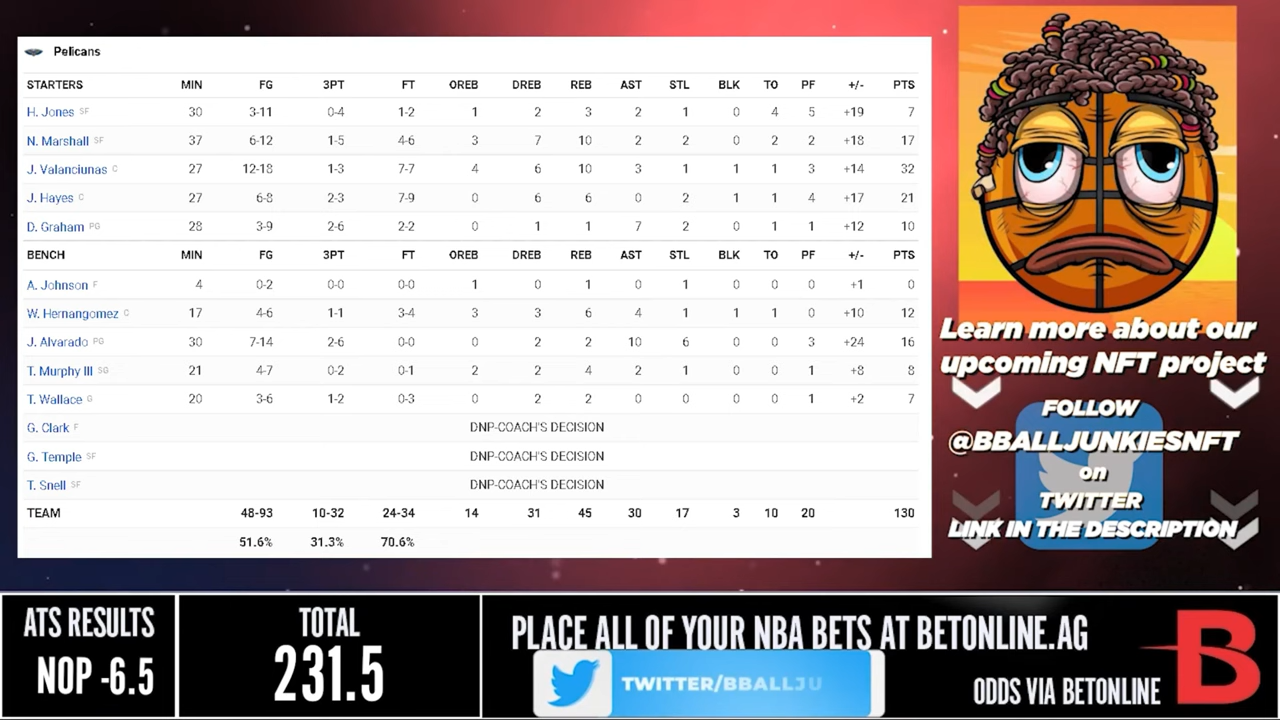 Pelicans
STARTERS MIN FG 3PT FT OREB DREB REB AST STL BLK TO PF +/- PTS
H. Jones SF 30 3-11 0-4 1-2 1 2 3 2 1 0 4 5 +19 7
N. Marshall SF 37 6-12 1-5 4-6 3 7 10 2 2 0 2 2 +18 17
J. Valanciunas C 27 12-18 1-3 7-7 4 6 10 3 1 1 1 3 +14 32
J. Hayes C 27 6-8 2-3 7-9 0 6 6 0 2 1 1 4 +17 21
D. Graham PG 28 3-9 2-6 2-2 0 1 1 7 2 0 1 1 +12 10
BENCH MIN FG 3PT FT OREB DREB REB AST STL BLK TO PF +/- PTS
A. Johnson F 4 0-2 0-0 0-0 1 0 1 0 1 0 0 0 +1 0
W. Hernangomez C 17 4-6 1-1 3-4 3 3 6 4 1 1 1 0 +10 12
J. Alvarado PG 30 7-14 2-6 0-0 0 2 2 10 6 0 0 3 +24 16
T. Murphy III SG 21 4-7 0-2 0-1 2 2 4 2 1 0 0 1 +8 8
T. Wallace G 20 3-6 1-2 0-3 0 2 2 0 0 0 0 1 +2 7
G. Clark F DNP-COACH'S DECISION
G. Temple SF DNP-COACH'S DECISION
T. Snell SF DNP-COACH'S DECISION
TEAM 48-93 10-32 24-34 14 31 45 30 17 3 10 20 130
51.6% 31.3% 70.6%
Learn more about our
upcoming NFT project
FOLLOW
@BBALLJUNKIESNFT
on
TWITTER
LINK IN THE DESCRIPTION
ATS RESULTS
NOP -6.5
TOTAL
231.5
PLACE ALL OF YOUR NBA BETS AT BETONLINE.AG
TWITTER/BBALLJU
ODDS VIA BETONLINE
B